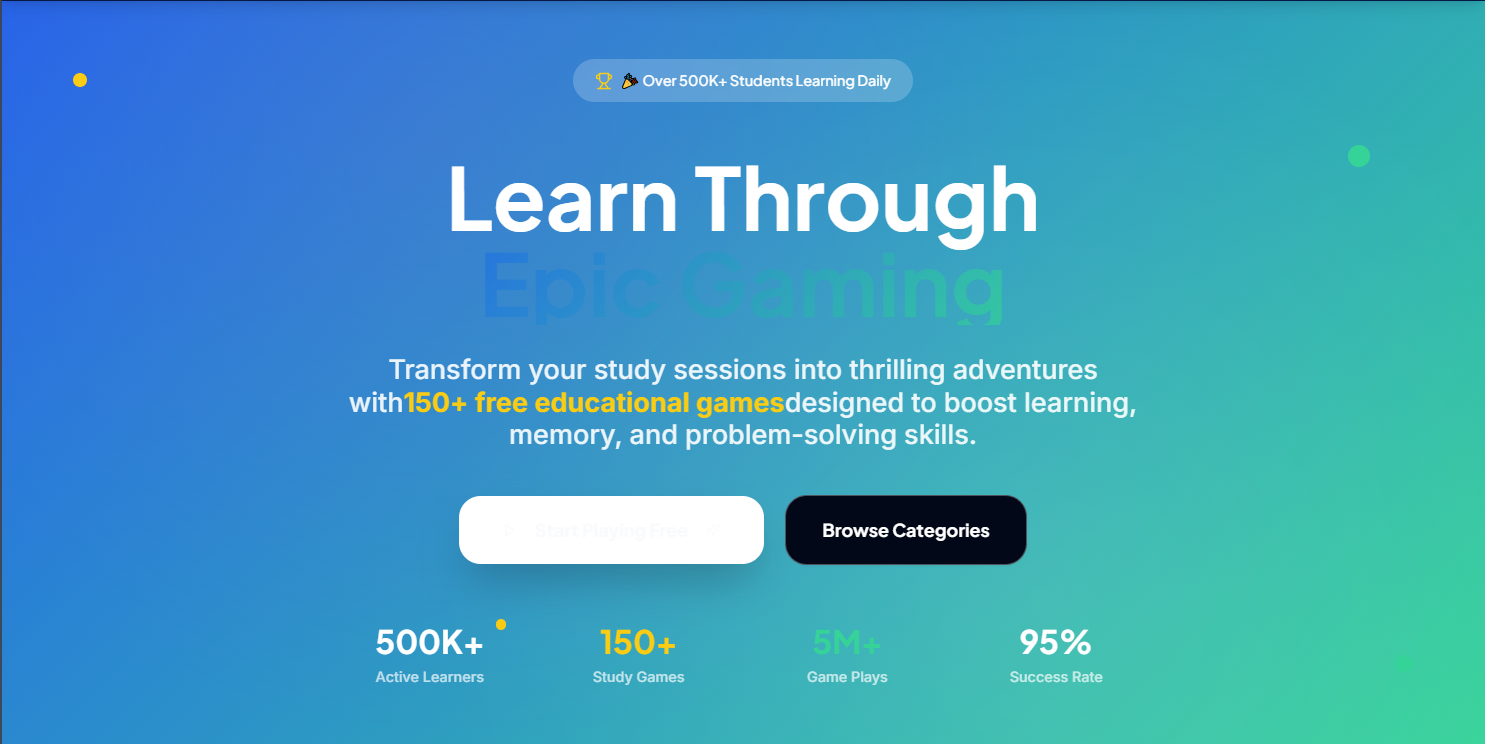 Over 500K+ Students Learning Daily
Learn Through
Epic Gaming
Transform your study sessions into thrilling adventures
with150+ free educational gamesdesigned to boost learning,
memory, and problem-solving skills.
Start Playing Free
Browse Categories
500K+
150+
5M+
95%
Active Learners
Study Games
Game Plays
Success Rate